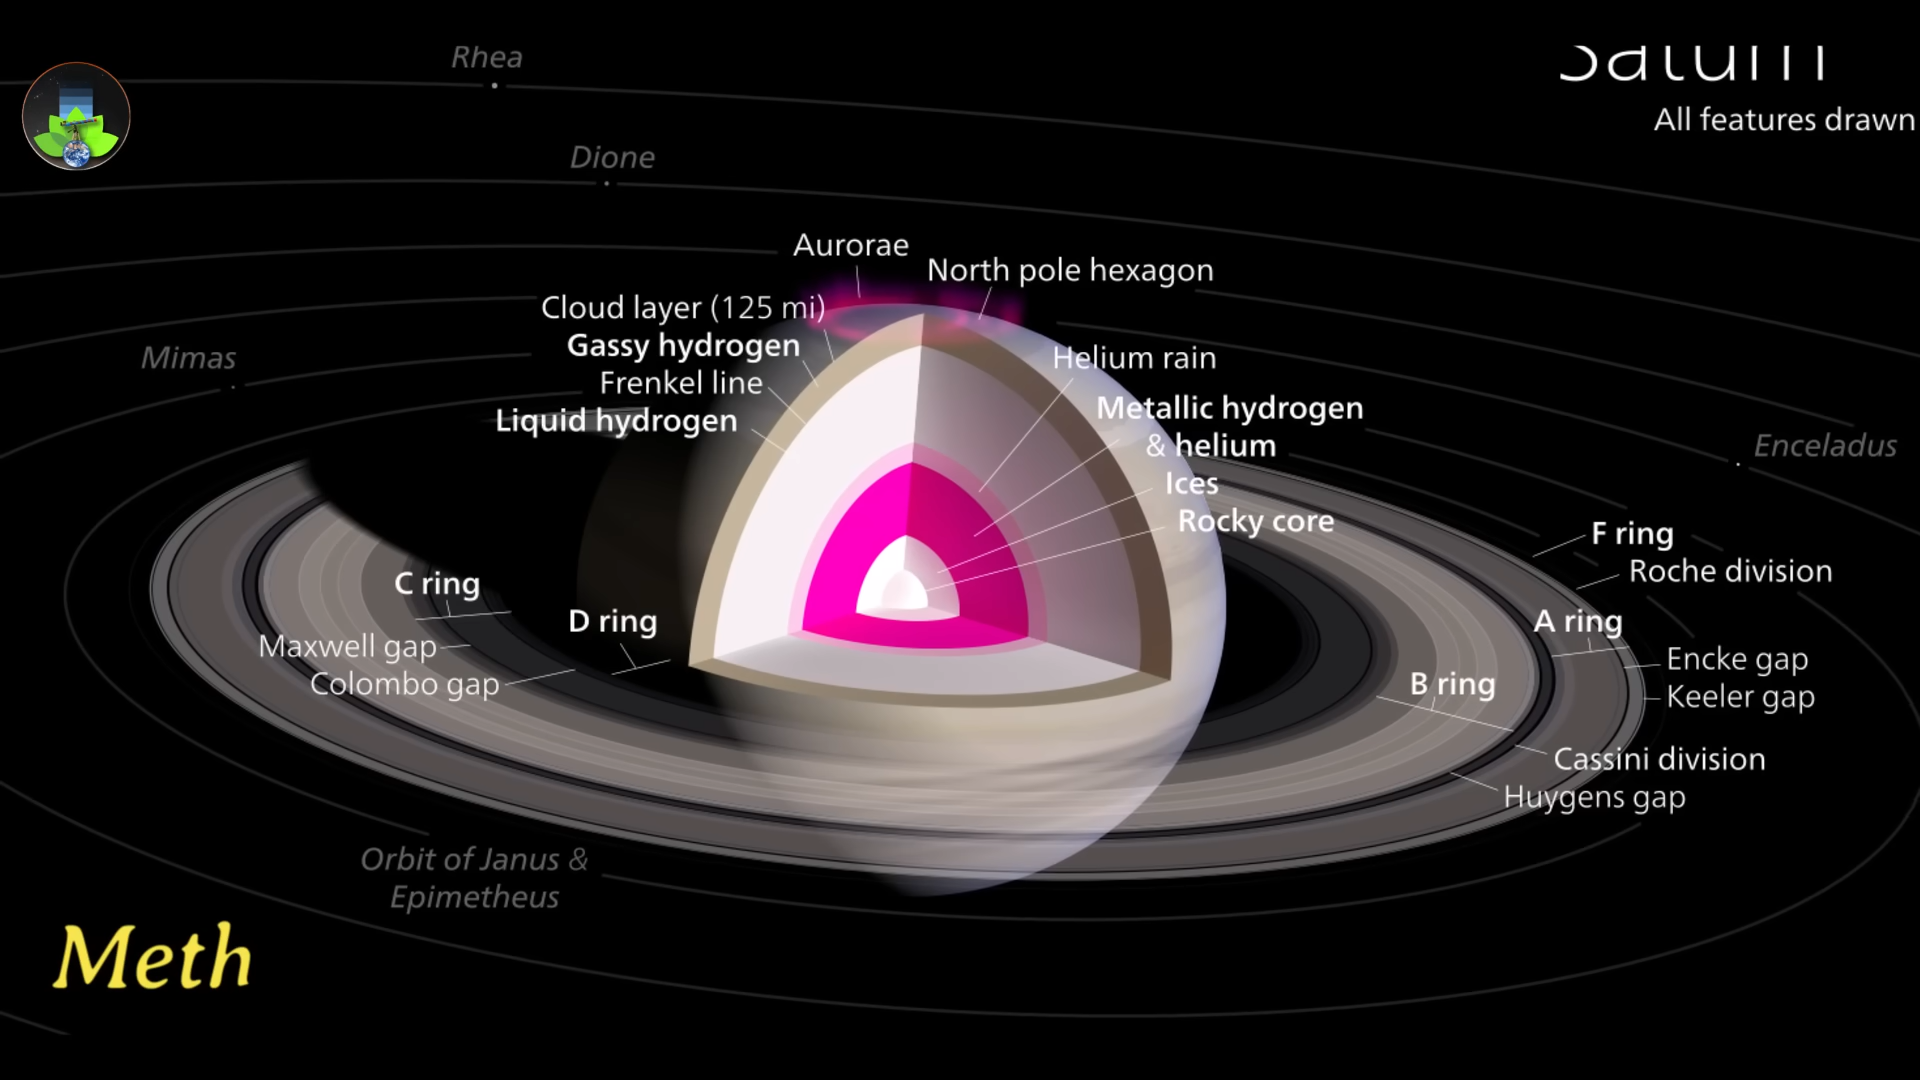 Rhea
Saturn
All features drawn
Dione
Aurorae
North pole hexagon
Cloud layer (125 mi)
Gassy hydrogen
Frenkel line
Liquid hydrogen
Mimas
Helium rain
Metallic hydrogen
& helium
Ices
Rocky core
Enceladus
F ring
Roche division
C ring
D ring
A ring
Maxwell gap
Colombo gap
Encke gap
B ring
Keeler gap
Cassini division
Huygens gap
Orbit of Janus &
Epimetheus
Meth